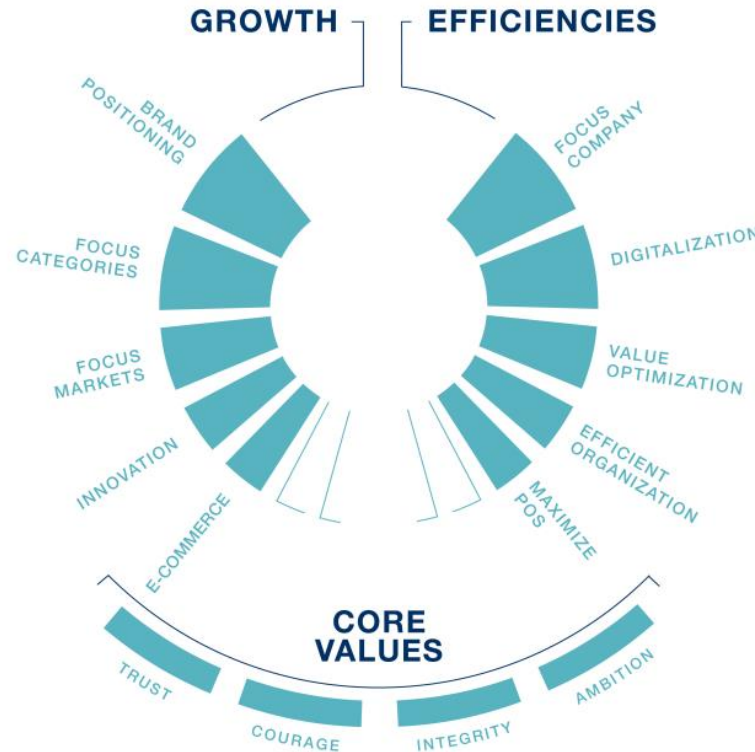 GROWTH
EFFICIENCIES
BRAND
POSITIONING
FOCUS
CATEGORIES
FOCUS
MARKETS
INNOVATION
E-COMMERCE
FOCUS
COMPANY
DIGITALIZATION
VALUE
OPTIMIZATION
EFFICIENT
ORGANIZATION
MAXIMIZE
POS
CORE
VALUES
TRUST
COURAGE
INTEGRITY
AMBITION